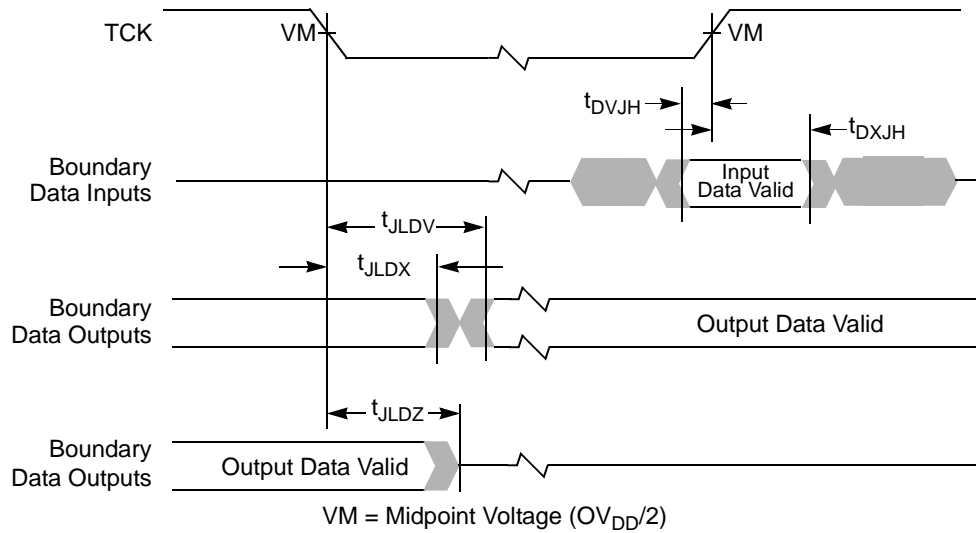 TCK
VM
VM
tDVJH
tDXJH
Boundary
Data Inputs
Input
Data Valid
tJLDV
tJLDX
Boundary
Data Outputs
Output Data Valid
tJLDZ
Boundary
Data Outputs
Output Data Valid
VM = Midpoint Voltage (OVDD/2)